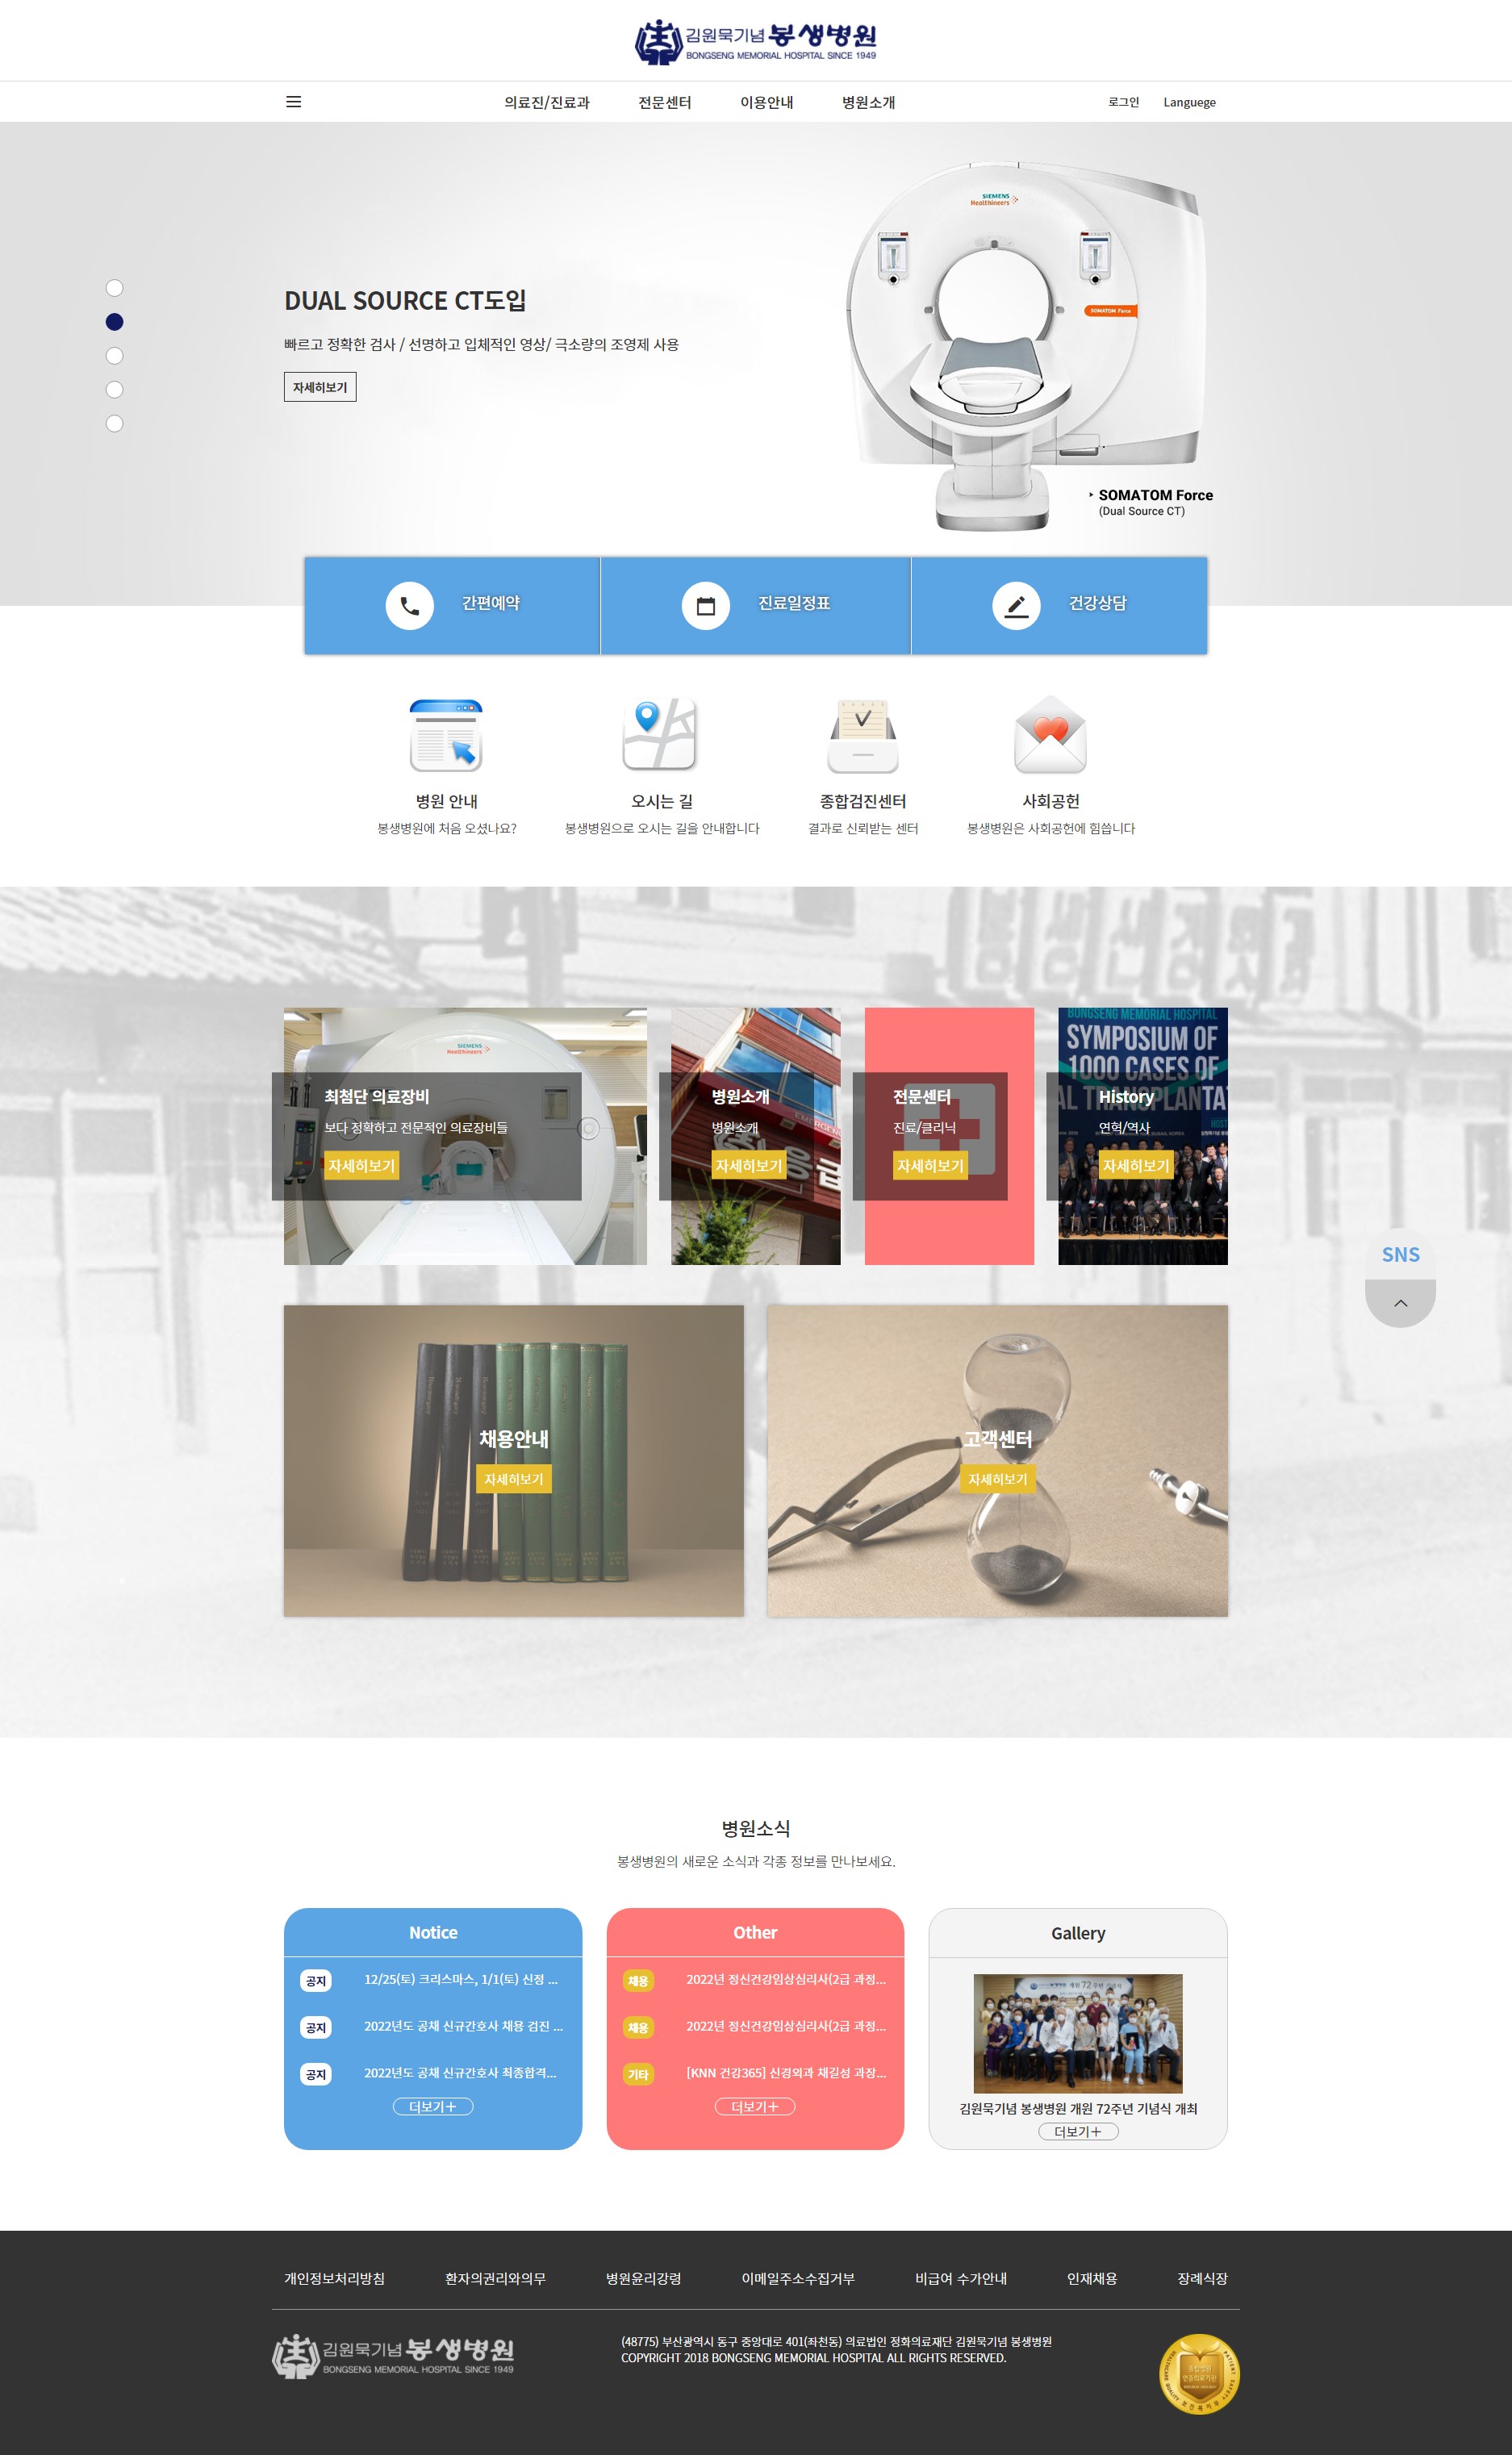 김원묵기념 봉생병원
BONGSENG MEMORIAL HOSPITAL SINCE 1949
의료진/진료과 전문센터 이용안내 병원소개 로그인 Languege
SIEMENS
Healthineers
DUAL SOURCE CT도입
SOMATOM Force
빠르고 정확한 검사 / 선명하고 입체적인 영상/ 극소량의 조영제 사용
자세히보기
SOMATOM Force
(Dual Source CT)
간편예약 진료일정표 건강상담
병원 안내 오시는 길 종합검진센터 사회공헌
봉생병원에 처음 오셨나요? 봉생병원으로 오시는 길을 안내합니다 결과로 신뢰받는 센터 봉생병원은 사회공헌에 힘씁니다
SIEMENS
Healthineers
최첨단 의료장비
보다 정확하고 전문적인 의료장비들
자세히보기
병원소개
EMERGENC
병원소개
자세히보기
응급
전문센터
진료/클리닉
자세히보기
BONGSENG MEMORIAL HOSPITAL
SYMPOSIUM OF
1000 CASES OF
AL TRANSPLANTA
HOST
History
연혁/역사
자세히보기
SNS
채용안내
자세히보기
고객센터
자세히보기
병원소식
봉생병원의 새로운 소식과 각종 정보를 만나보세요.
Notice
공지 12/25(토) 크리스마스, 1/1(토) 신정 ...
공지 2022년도 공채 신규간호사 채용 검진 ...
공지 2022년도 공채 신규간호사 최종합격...
더보기+
Other
채용 2022년 정신건강임상심리사(2급 과정...
채용 2022년 정신건강임상심리사(2급 과정...
기타 [KNN 건강365] 신경외과 채길성 과장...
더보기+
Gallery
봉생병원 개원 72주년 기념식
김원묵기념 봉생병원 개원 72주년 기념식 개최
더보기+
개인정보처리방침 환자의권리와의무 병원윤리강령 이메일주소수집거부 비급여 수가안내 인재채용 장례식장
김원묵기념 봉생병원
BONGSENG MEMORIAL HOSPITAL SINCE 1949
(48775) 부산광역시 동구 중앙대로 401(좌천동) 의료법인 정화의료재단 김원묵기념 봉생병원
COPYRIGHT 2018 BONGSENG MEMORIAL HOSPITAL ALL RIGHTS RESERVED.